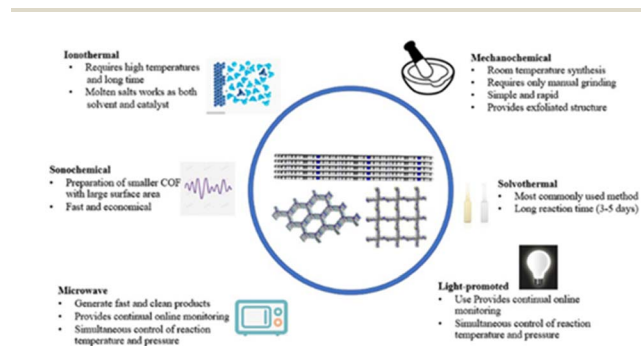 Ionothermal
• Requires high temperatures
and long time
• Molten salts works as both
solvent and catalyst
Mechanochemical
• Room temperature synthesis
• Requires only manual grinding
• Simple and rapid
• Provides exfoliated structure
Sonochemical
• Preparation of smaller COF
with large surface area
• Fast and economical
Solvothermal
• Most commonly used method
• Long reaction time (3-5 days)
Microwave
• Generate fast and clean products
• Provides continual online monitoring
• Simultaneous control of reaction
temperature and pressure
Light-promoted
• Use Provides continual online
monitoring
• Simultaneous control of reaction
temperature and pressure